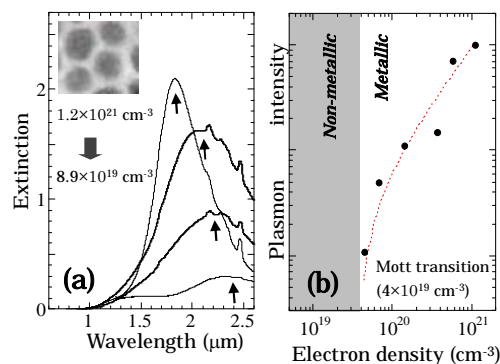 2
1
0
Extinction
1.2×10²¹ cm⁻³
8.9×10¹⁹ cm⁻³
(a)
1 1.5 2 2.5
Wavelength (μm)
Plasmon intensity
Non-metallic
Metallic
(b)
Mott transition
(4×10¹⁹ cm⁻³)
10¹⁹ 10²⁰ 10²¹
Electron density (cm⁻³)